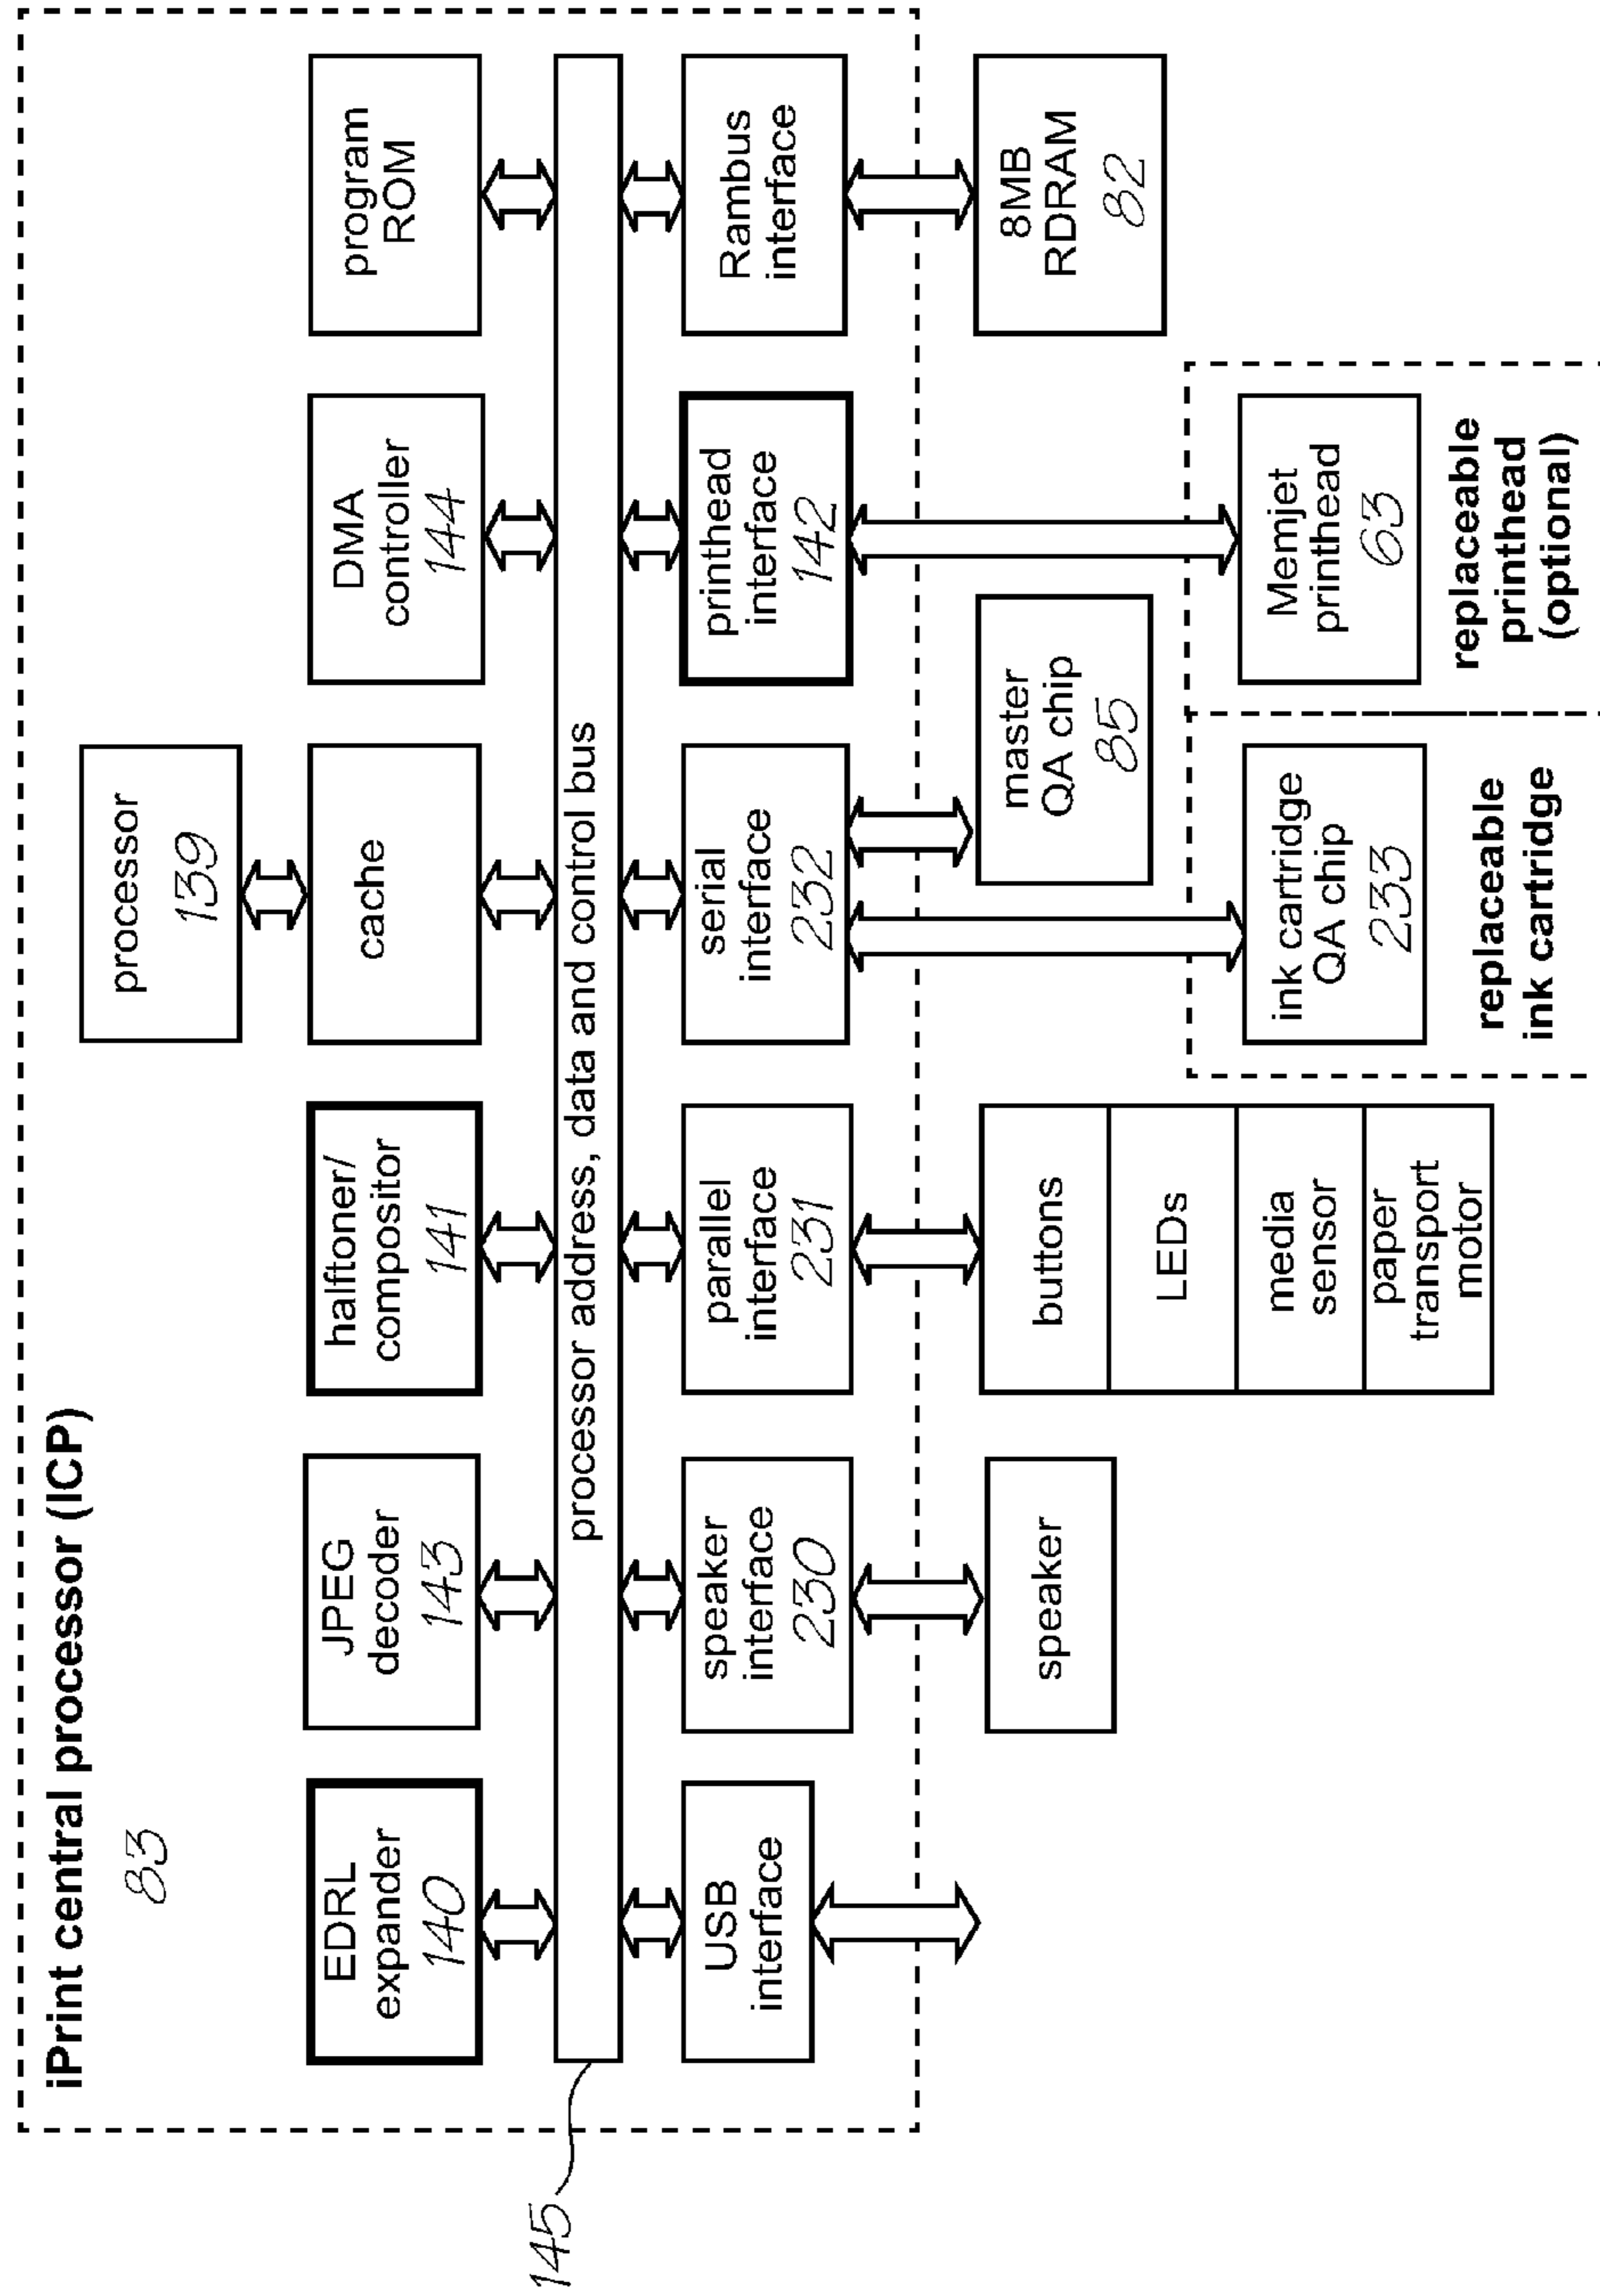 iPrint central processor (ICP)
83
processor
139
EDRL
expander
140
JPEG
decoder
143
halftoner/
compositor
141
cache
DMA
controller
144
program
ROM
145
processor address, data and control bus
USB
interface
speaker
interface
230
parallel
interface
231
serial
interface
232
printhead
interface
142
Rambus
interface
speaker
buttons
LEDs
media
sensor
paper
transport
motor
master
QA chip
85
8MB
RDRAM
82
ink cartridge
QA chip
233
replaceable
ink cartridge
Memjet
printhead
63
replaceable
printhead
(optional)